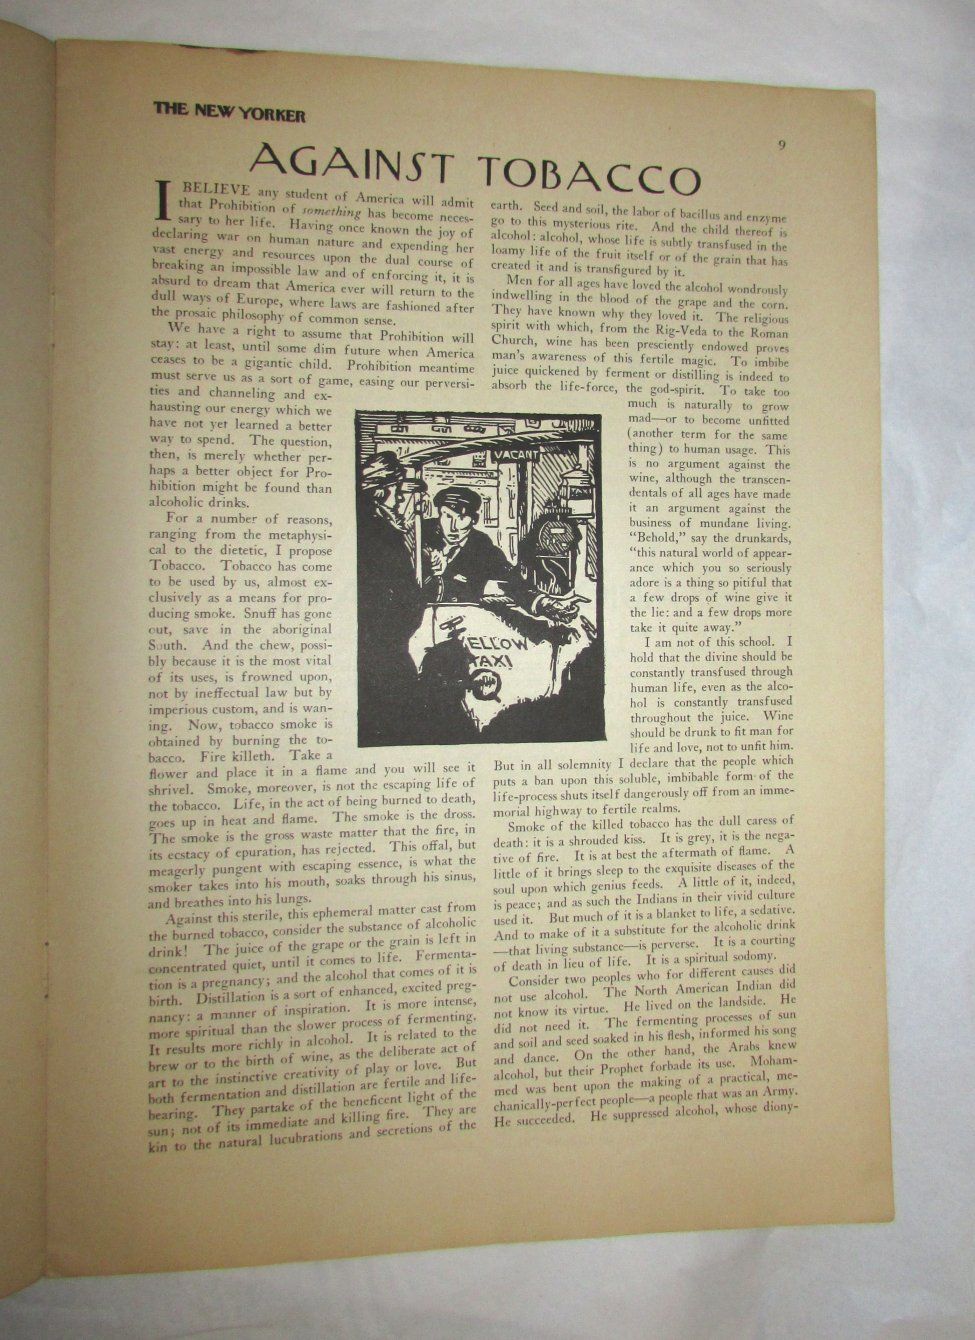 THE NEW YORKER
9
AGAINST TOBACCO
I BELIEVE any student of America will admit
that Prohibition of something has become neces-
sary to her life. Having once known the joy of
declaring war on human nature and expending her
vast energy and resources upon the dual course of
breaking an impossible law and of enforcing it, it is
absurd to dream that America ever will return to the
dull ways of Europe, where laws are fashioned after
the prosaic philosophy of common sense.
We have a right to assume that Prohibition will
stay: at least, until some dim future when America
ceases to be a gigantic child. Prohibition meantime
must serve us as a sort of game, easing our perversi-
ties and channeling and ex-
hausting our energy which we
have not yet learned a better
way to spend. The question,
then, is merely whether per-
haps a better object for Pro-
hibition might be found than
alcoholic drinks.
For a number of reasons,
ranging from the metaphysi-
cal to the dietetic, I propose
Tobacco. Tobacco has come
to be used by us, almost ex-
clusively as a means for pro-
ducing smoke. Snuff has gone
out, save in the aboriginal
South. And the chew, possi-
bly because it is the most vital
of its uses, is frowned upon,
not by ineffectual law but by
imperious custom, and is wan-
ing. Now, tobacco smoke is
obtained by burning the to-
bacco. Fire killeth. Take a
flower and place it in a flame and you will see it
shrivel. Smoke, moreover, is not the escaping life of
the tobacco. Life, in the act of being burned to death,
goes up in heat and flame. The smoke is the dross.
The smoke is the gross waste matter that the fire, in
its ecstacy of epuration, has rejected. This offal, but
meagerly pungent with escaping essence, is what the
smoker takes into his mouth, soaks through his sinus,
and breathes into his lungs.
Against this sterile, this ephemeral matter cast from
the burned tobacco, consider the substance of alcoholic
drink! The juice of the grape or the grain is left in
concentrated quiet, until it comes to life. Fermenta-
tion is a pregnancy; and the alcohol that comes of it is
birth. Distillation is a sort of enhanced, excited preg-
nancy: a manner of inspiration. It is more intense,
more spiritual than the slower process of fermenting.
It results more richly in alcohol. It is related to the
brew or to the birth of wine, as the deliberate act of
art to the instinctive creativity of play or love. But
both fermentation and distillation are fertile and life-
bearing. They partake of the beneficent light of the
sun; not of its immediate and killing fire. They are
kin to the natural lucubrations and secretions of the
VACANT
TAXI
ELLOW
TAXI
earth. Seed and soil, the labor of bacillus and enzyme
go to this mysterious rite. And the child thereof is
alcohol: alcohol, whose life is subtly transfused in the
loamy life of the fruit itself or of the grain that has
created it and is transfigured by it.
Men for all ages have loved the alcohol wondrously
indwelling in the blood of the grape and the corn.
They have known why they loved it. The religious
spirit with which, from the Rig-Veda to the Roman
Church, wine has been presciently endowed proves
man's awareness of this fertile magic. To imbibe
juice quickened by ferment or distilling is indeed to
absorb the life-force, the god-spirit. To take too
much is naturally to grow
mad—or to become unfitted
(another term for the same
thing) to human usage. This
is no argument against the
wine, although the transcen-
dentals of all ages have made
it an argument against the
business of mundane living.
"Behold," say the drunkards,
"this natural world of appear-
ance which you so seriously
adore is a thing so pitiful that
a few drops of wine give it
the lie: and a few drops more
take it quite away."
I am not of this school. I
hold that the divine should be
constantly transfused through
human life, even as the alco-
hol is constantly transfused
throughout the juice. Wine
should be drunk to fit man for
life and love, not to unfit him.
But in all solemnity I declare that the people which
puts a ban upon this soluble, imbibable form of the
life-process shuts itself dangerously off from an imme-
morial highway to fertile realms.
Smoke of the killed tobacco has the dull caress of
death: it is a shrouded kiss. It is grey, it is the nega-
tive of fire. It is at best the aftermath of flame. A
little of it brings sleep to the exquisite diseases of the
soul upon which genius feeds. A little of it, indeed,
is peace; and as such the Indians in their vivid culture
used it. But much of it is a blanket to life, a sedative.
And to make of it a substitute for the alcoholic drink
—that living substance—is perverse. It is a courting
of death in lieu of life. It is a spiritual sodomy.
Consider two peoples who for different causes did
not use alcohol. The North American Indian did
not know its virtue. He lived on the landside. He
did not need it. The fermenting processes of sun
and soil and seed soaked in his flesh, informed his song
and dance. On the other hand, the Arabs knew
alcohol, but their Prophet forbade its use. Moham-
med was bent upon the making of a practical, me-
chanically-perfect people—a people that was an Army.
He succeeded. He suppressed alcohol, whose diony-